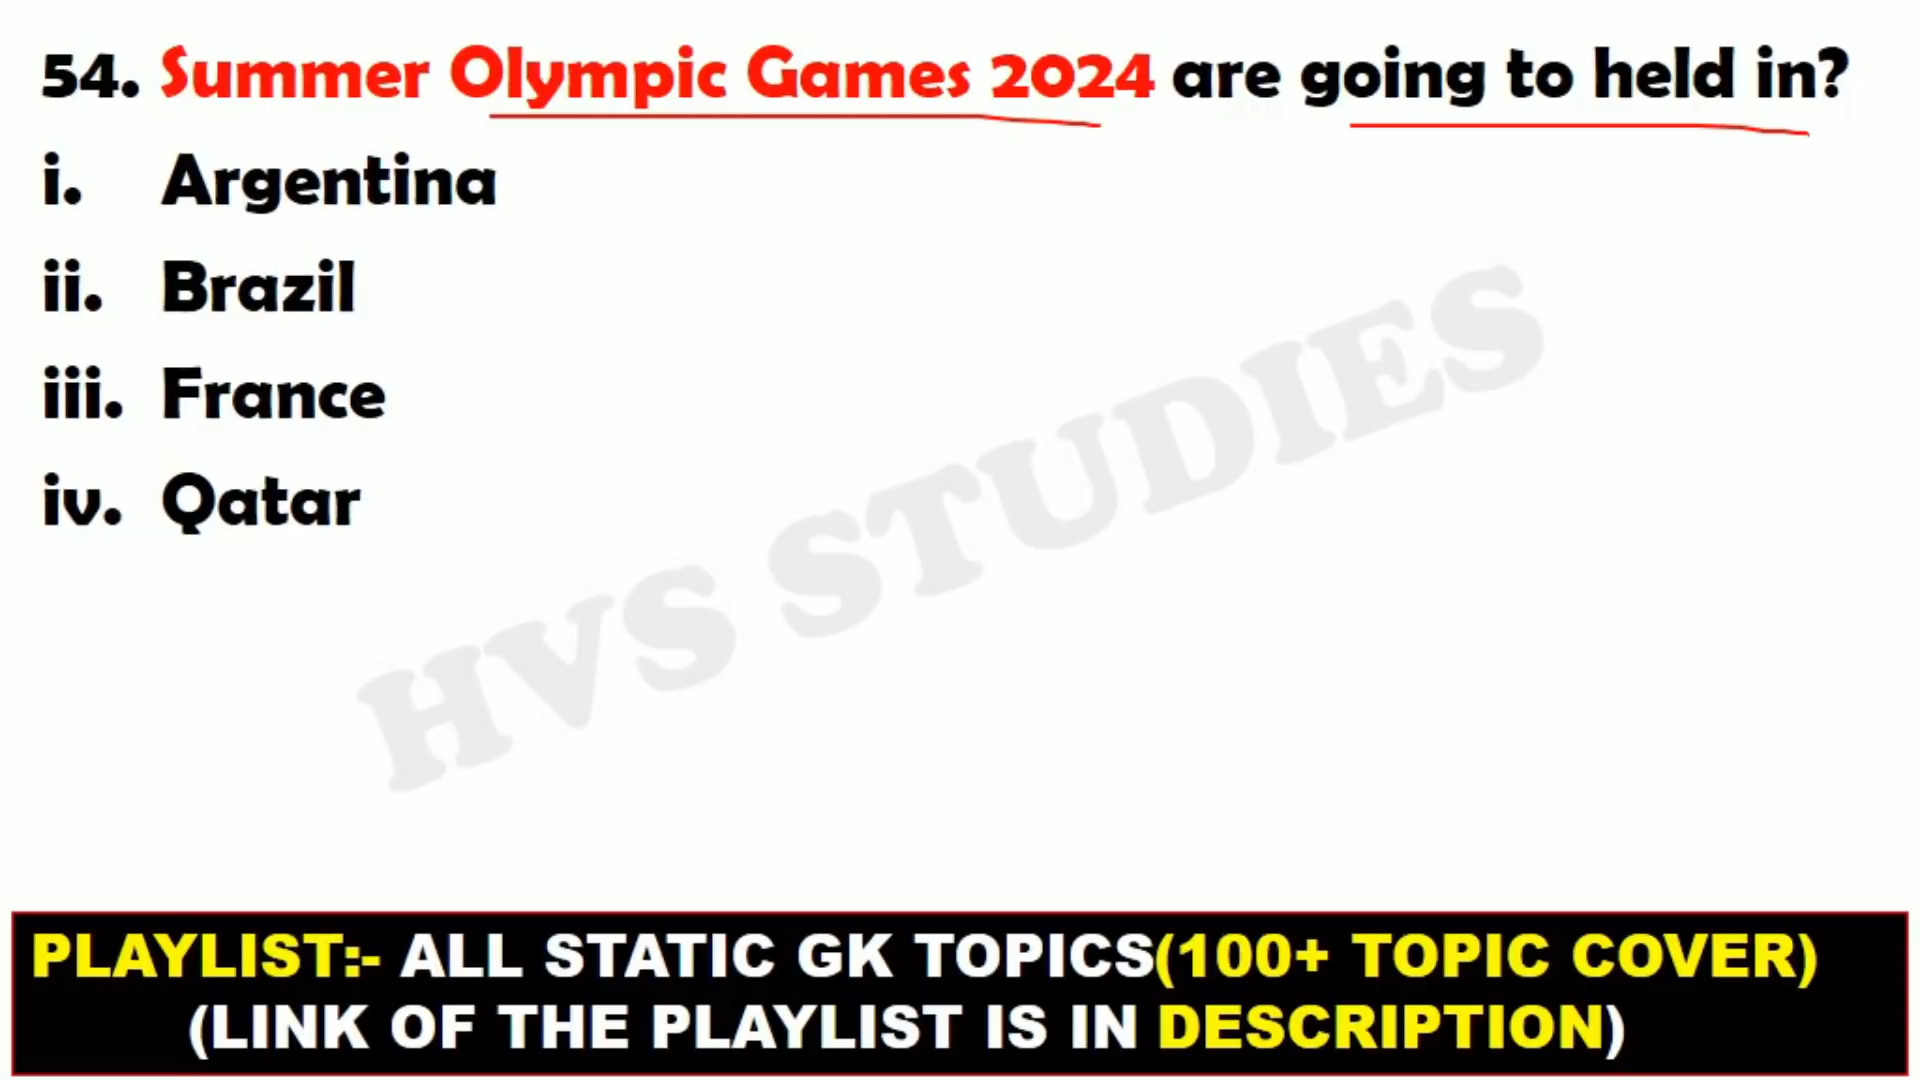 54. Summer Olympic Games 2024 are going to held in?
i. Argentina
ii. Brazil
iii. France
iv. Qatar
HVS STUDIES
PLAYLIST:- ALL STATIC GK TOPICS(100+ TOPIC COVER)
(LINK OF THE PLAYLIST IS IN DESCRIPTION)